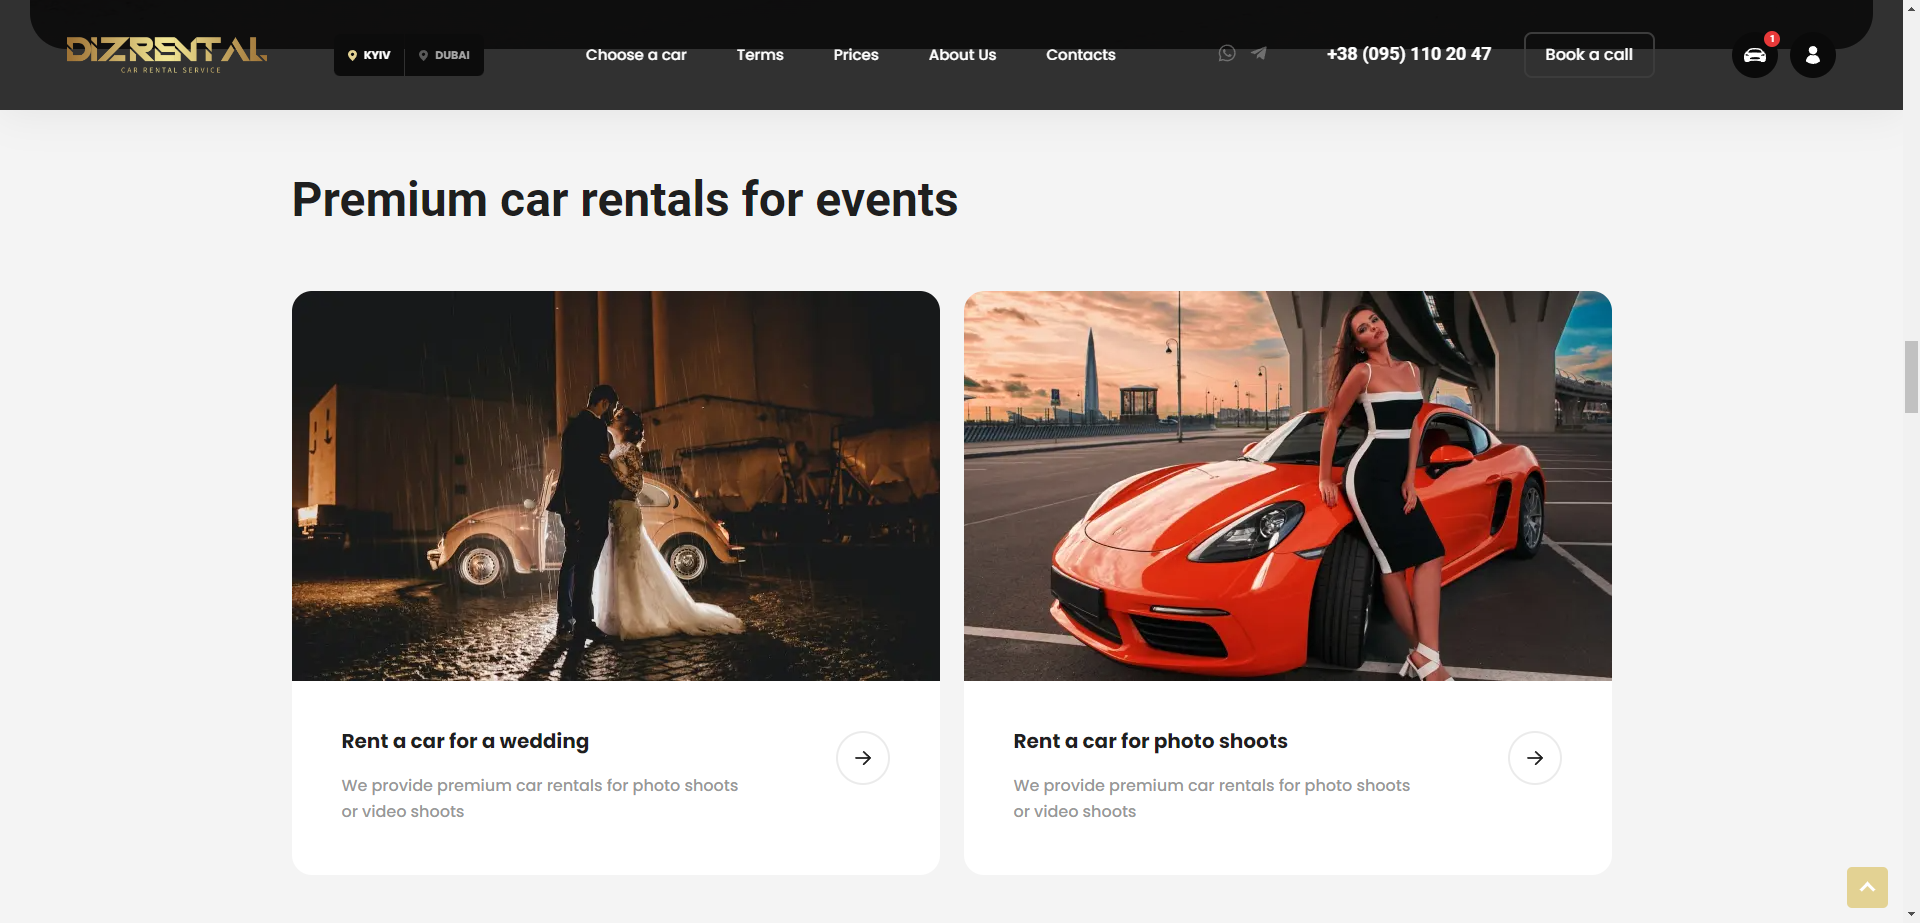 DIZRENTAL
CAR RENTAL SERVICE
KYIV
DUBAI
Choose a car
Terms
Prices
About Us
Contacts
+38 (095) 110 20 47
Book a call
1
Premium car rentals for events
Rent a car for a wedding
We provide premium car rentals for photo shoots
or video shoots
Rent a car for photo shoots
We provide premium car rentals for photo shoots
or video shoots